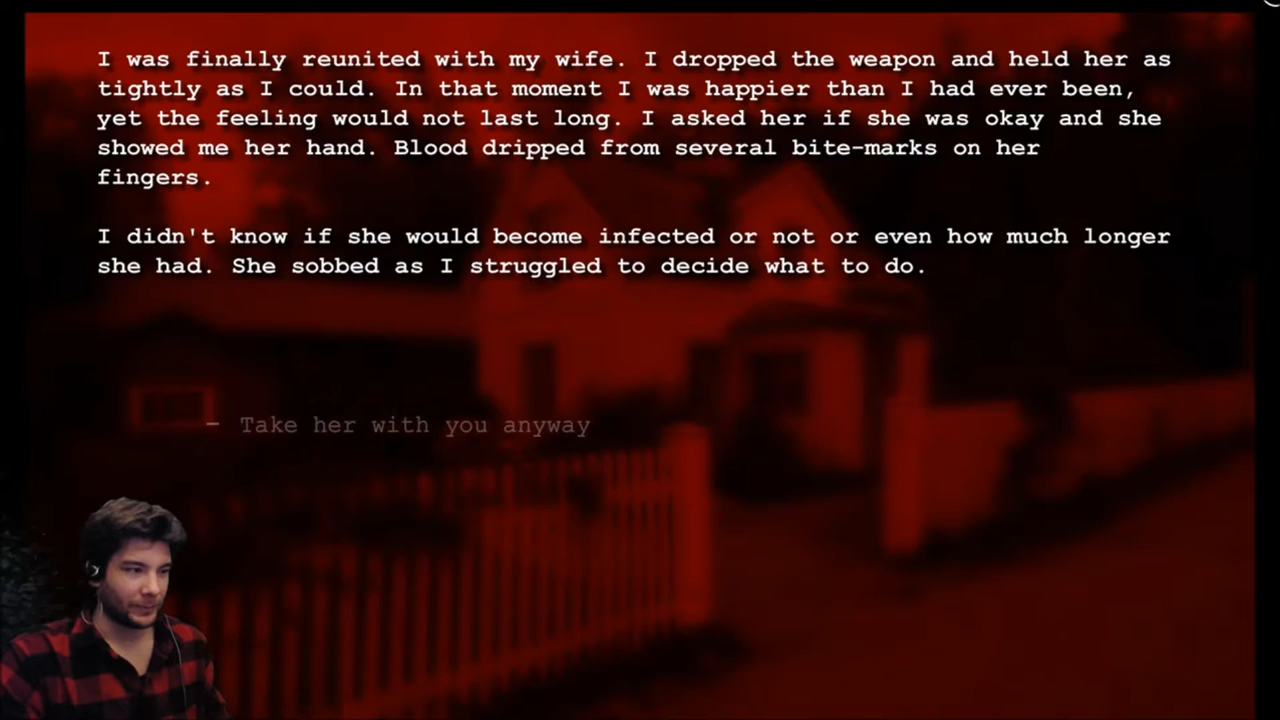 I was finally reunited with my wife. I dropped the weapon and held her as
tightly as I could. In that moment I was happier than I had ever been,
yet the feeling would not last long. I asked her if she was okay and she
showed me her hand. Blood dripped from several bite-marks on her
fingers.
I didn't know if she would become infected or not or even how much longer
she had. She sobbed as I struggled to decide what to do.
- Take her with you anyway